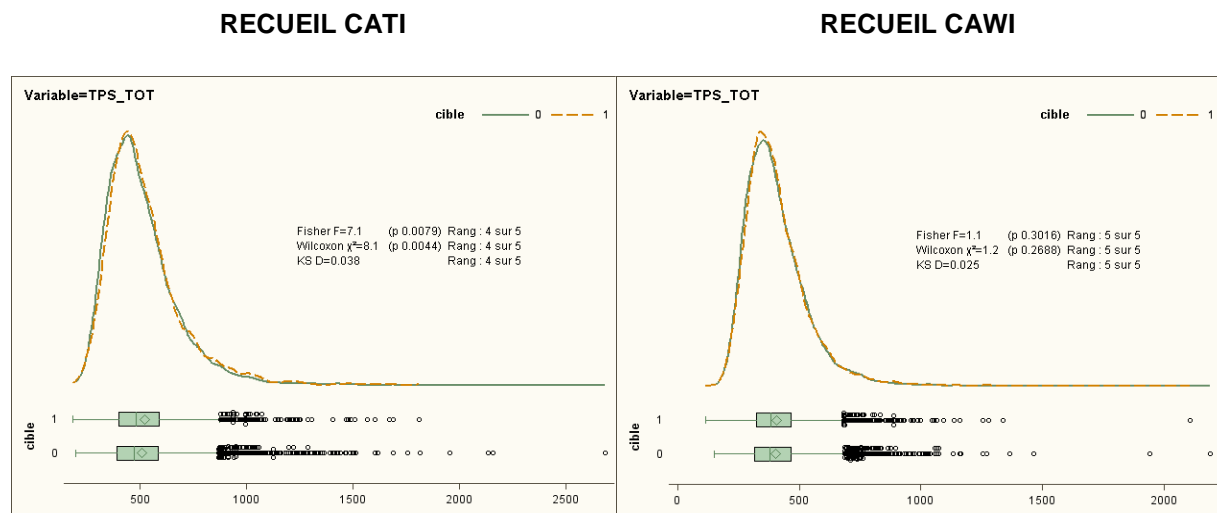 RECUEIL CATI
RECUEIL CAWI
Variable=TPS_TOT
cible 0 1
Fisher F=7.1 (p 0.0079) Rang : 4 sur 5
Wilcoxon χ²=8.1 (p 0.0044) Rang : 4 sur 5
KS D=0.038 Rang : 4 sur 5
1
0
cible
500 1000 1500 2000 2500
Variable=TPS_TOT
cible 0 1
Fisher F=1.1 (p 0.3016) Rang : 5 sur 5
Wilcoxon χ²=1.2 (p 0.2688) Rang : 5 sur 5
KS D=0.025 Rang : 5 sur 5
1
0
cible
0 500 1000 1500 2000